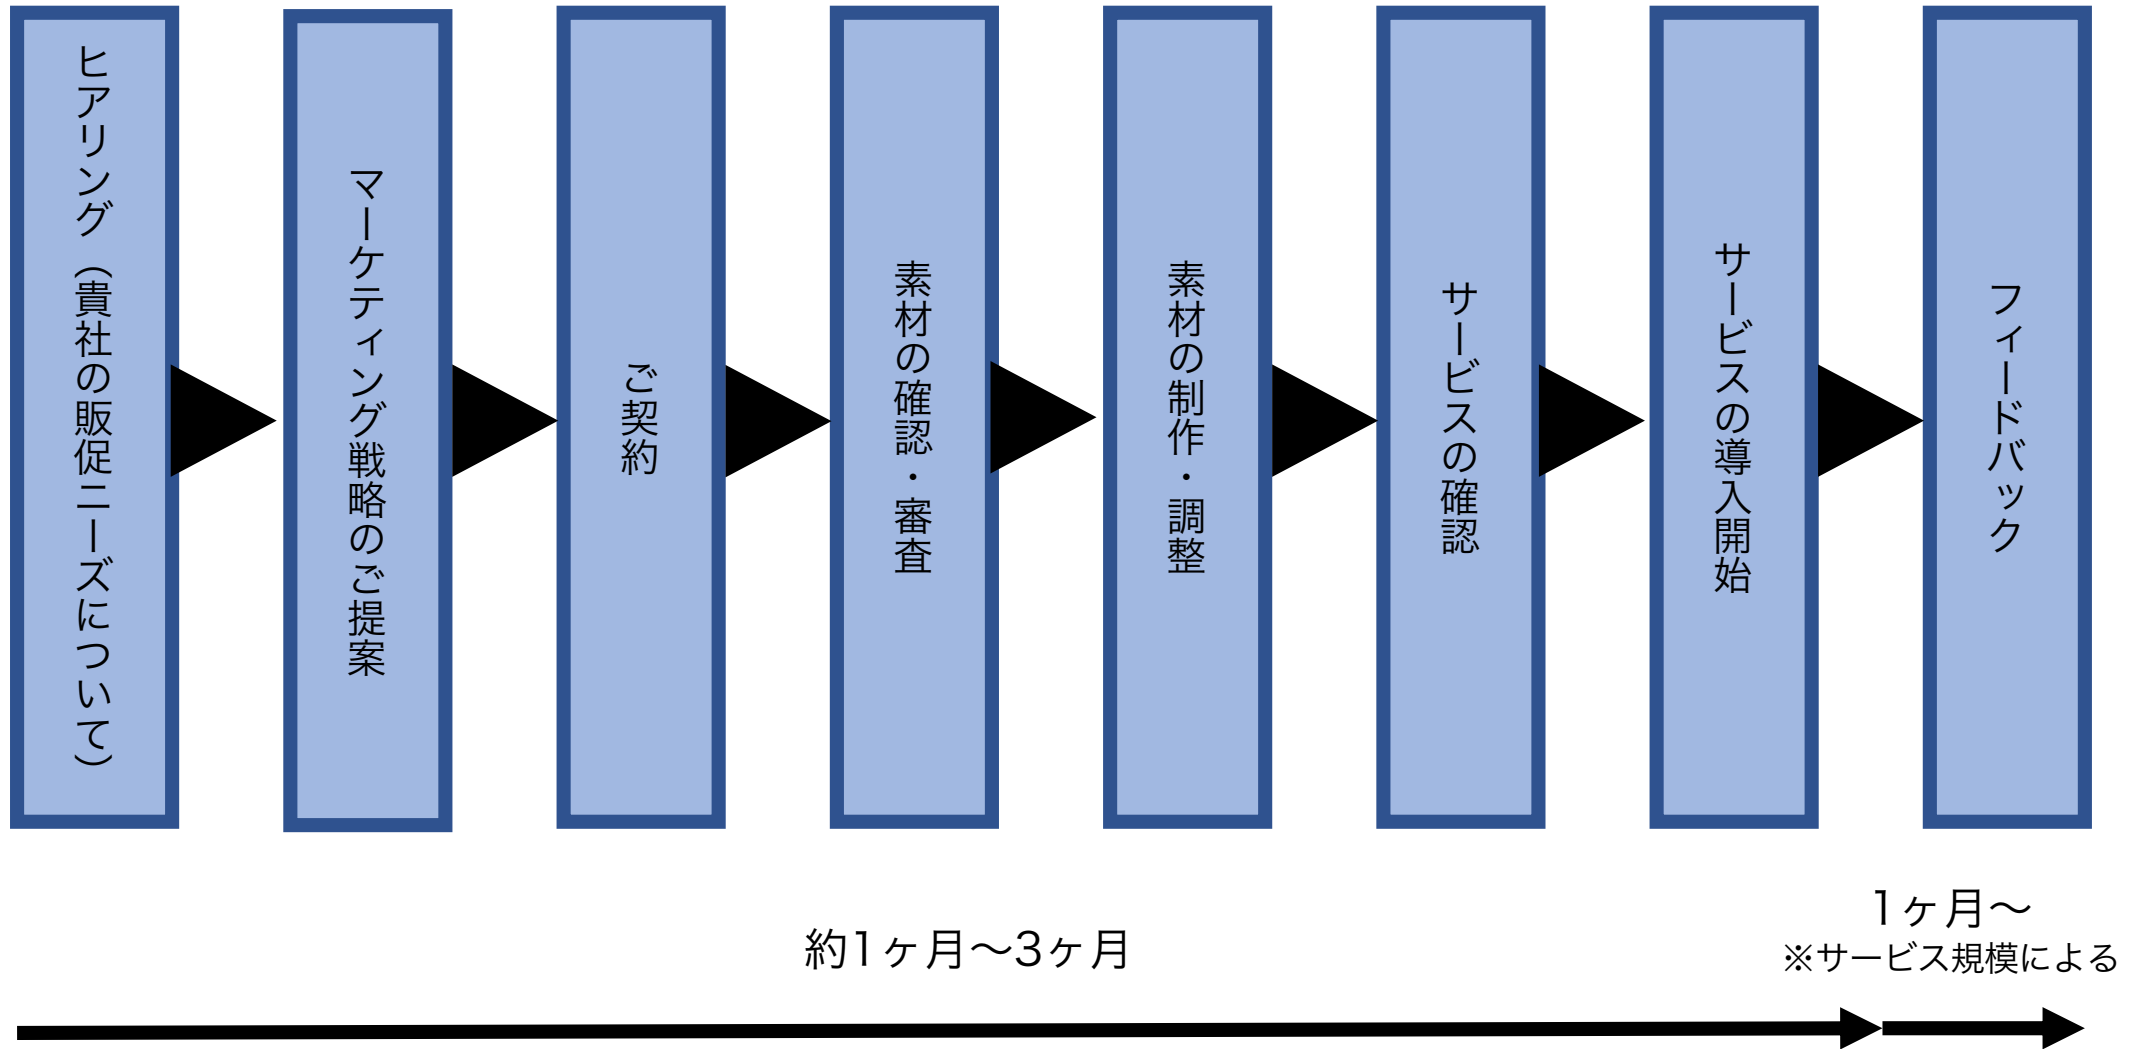 ヒアリング（貴社の販促ニーズについて）
マーケティング戦略のご提案
ご契約
素材の確認・審査
素材の制作・調整
サービスの確認
サービスの導入開始
フィードバック
約1ヶ月～3ヶ月
1ヶ月～
※サービス規模による